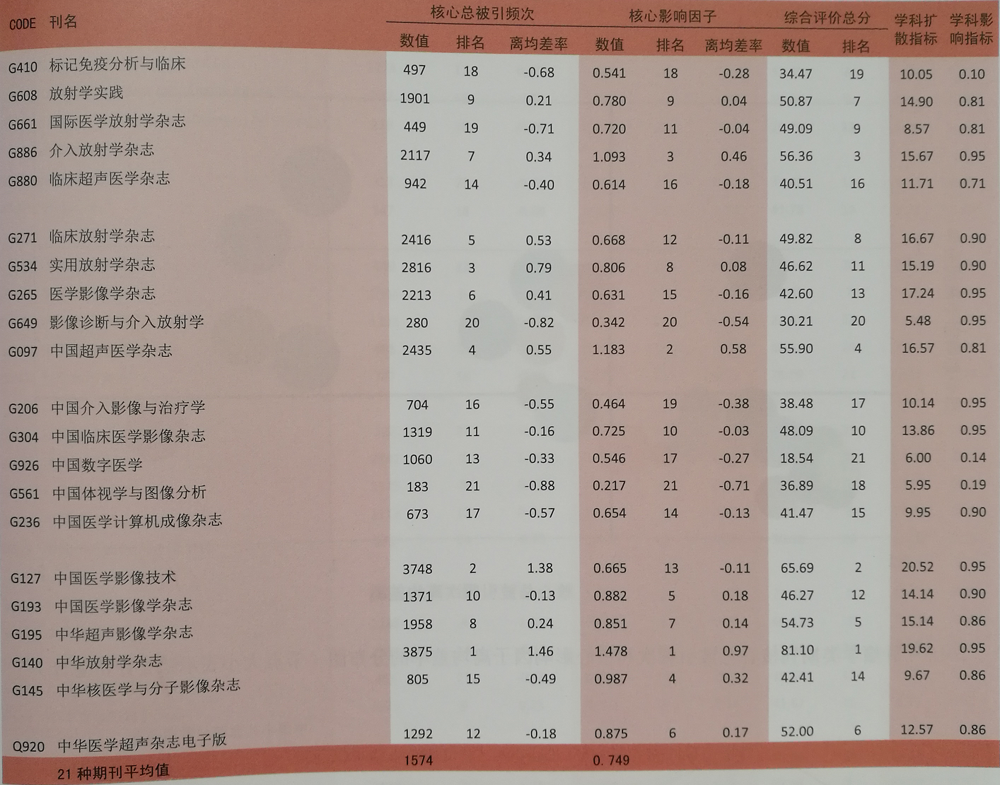 CODE 刊名 核心总被引频次 核心影响因子 综合评价总分 学科扩散指标 学科影响指标
数值 排名 离均差率 数值 排名 离均差率 数值 排名
G410 标记免疫分析与临床 497 18 -0.68 0.541 18 -0.28 34.47 19 10.05 0.10
G608 放射学实践 1901 9 0.21 0.780 9 0.04 50.87 7 14.90 0.81
G661 国际医学放射学杂志 449 19 -0.71 0.720 11 -0.04 49.09 9 8.57 0.81
G886 介入放射学杂志 2117 7 0.34 1.093 3 0.46 56.36 3 15.67 0.95
G880 临床超声医学杂志 942 14 -0.40 0.614 16 -0.18 40.51 16 11.71 0.71
G271 临床放射学杂志 2416 5 0.53 0.668 12 -0.11 49.82 8 16.67 0.90
G534 实用放射学杂志 2816 3 0.79 0.806 8 0.08 46.62 11 15.19 0.90
G265 医学影像学杂志 2213 6 0.41 0.631 15 -0.16 42.60 13 17.24 0.95
G649 影像诊断与介入放射学 280 20 -0.82 0.342 20 -0.54 30.21 20 5.48 0.95
G097 中国超声医学杂志 2435 4 0.55 1.183 2 0.58 55.90 4 16.57 0.81
G206 中国介入影像与治疗学 704 16 -0.55 0.464 19 -0.38 38.48 17 10.14 0.95
G304 中国临床医学影像杂志 1319 11 -0.16 0.725 10 -0.03 48.09 10 13.86 0.95
G926 中国数字医学 1060 13 -0.33 0.546 17 -0.27 18.54 21 6.00 0.14
G561 中国体视学与图像分析 183 21 -0.88 0.217 21 -0.71 36.89 18 5.95 0.19
G236 中国医学计算机成像杂志 673 17 -0.57 0.654 14 -0.13 41.47 15 9.95 0.90
G127 中国医学影像技术 3748 2 1.38 0.665 13 -0.11 65.69 2 20.52 0.95
G193 中国医学影像学杂志 1371 10 -0.13 0.882 5 0.18 46.27 12 14.14 0.90
G195 中华超声影像学杂志 1958 8 0.24 0.851 7 0.14 54.73 5 15.14 0.86
G140 中华放射学杂志 3875 1 1.46 1.478 1 0.97 81.10 1 19.62 0.95
G145 中华核医学与分子影像杂志 805 15 -0.49 0.987 4 0.32 42.41 14 9.67 0.86
Q920 中华医学超声杂志电子版 1292 12 -0.18 0.875 6 0.17 52.00 6 12.57 0.86
21 种期刊平均值 1574 0.749